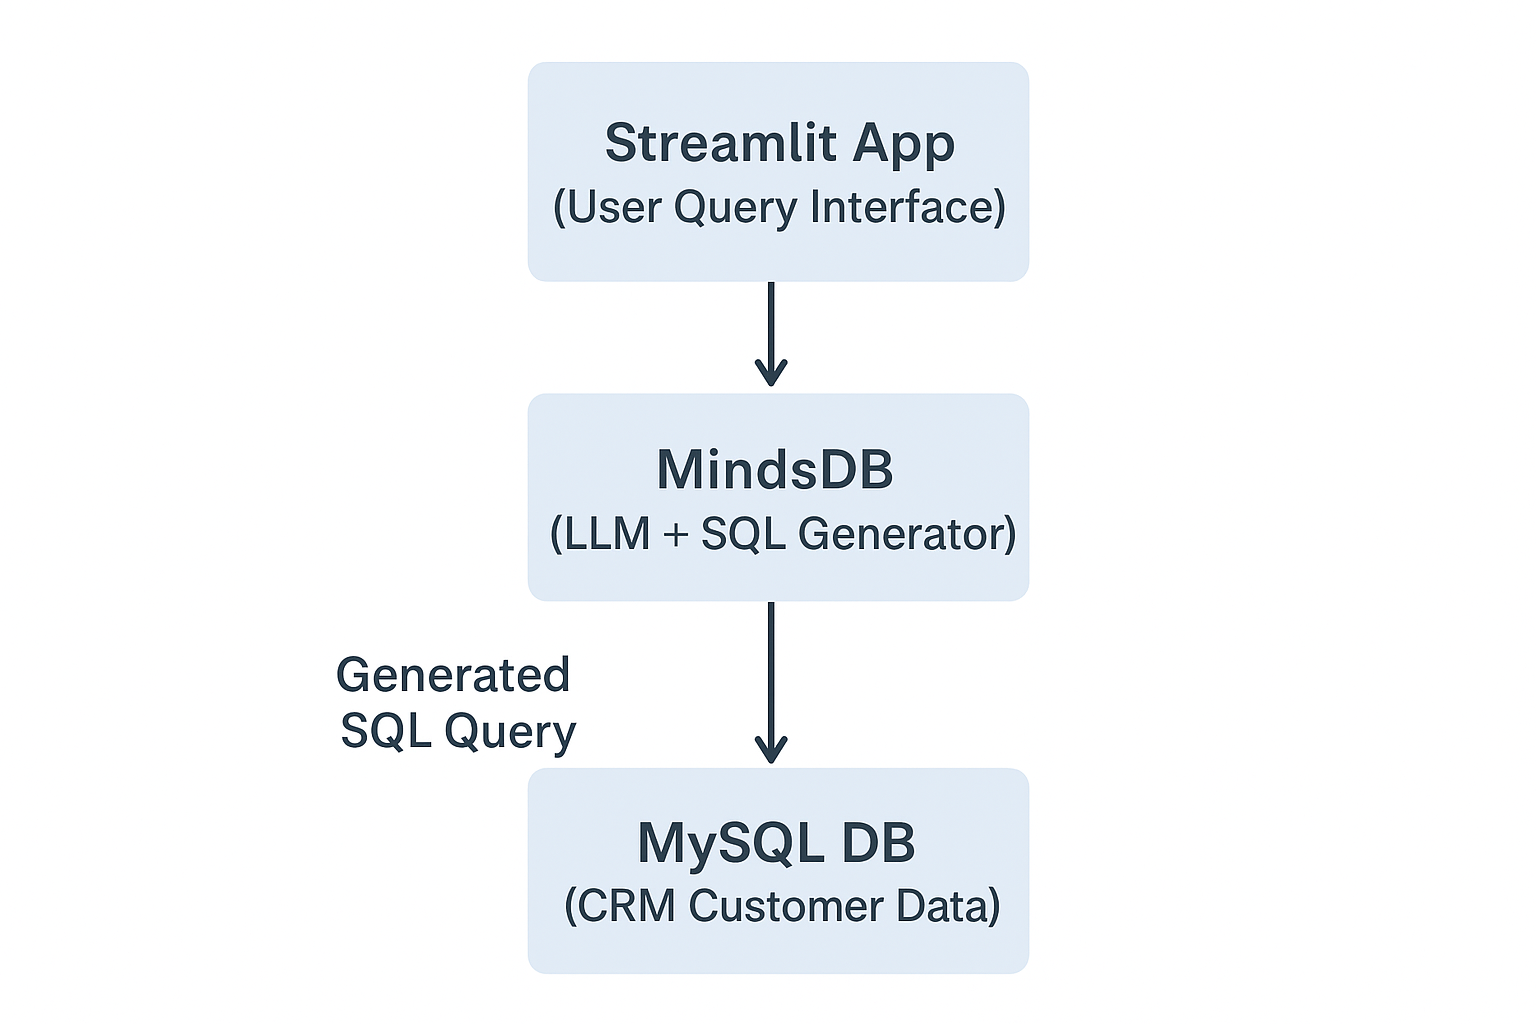 Streamlit App
(User Query Interface)
MindsDB
(LLM + SQL Generator)
Generated
SQL Query
MySQL DB
(CRM Customer Data)